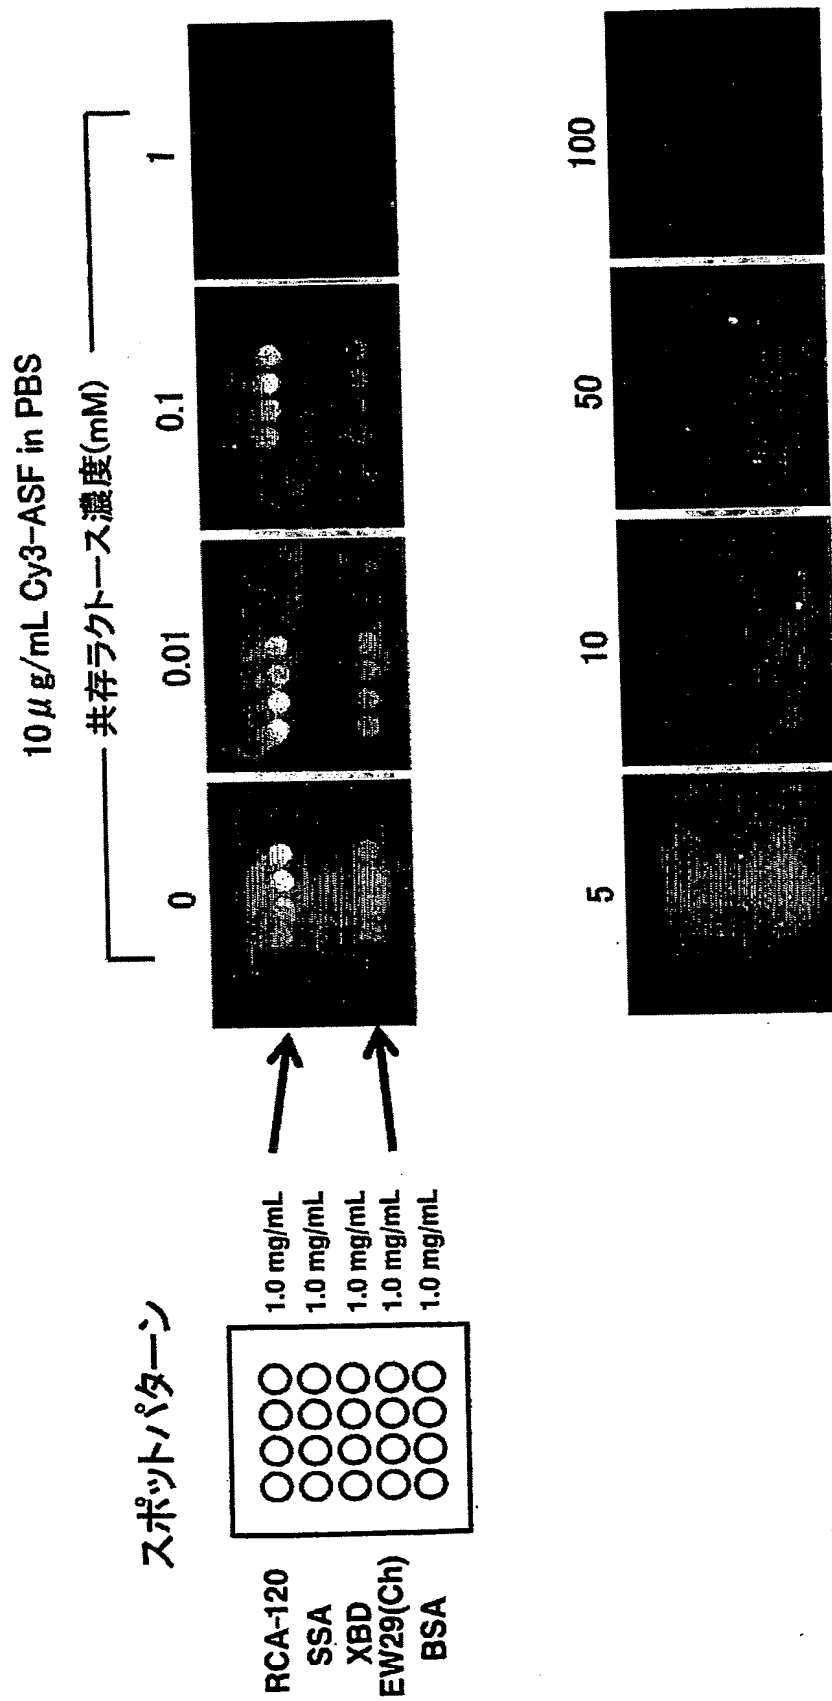 10μg/mL Cy3-ASF in PBS
共存ラクトース濃度(mM)
0 0.01 0.1 1
5 10 50 100
スポットパターン
RCA-120 1.0 mg/mL
SSA 1.0 mg/mL
XBD 1.0 mg/mL
EW29(Ch) 1.0 mg/mL
BSA 1.0 mg/mL